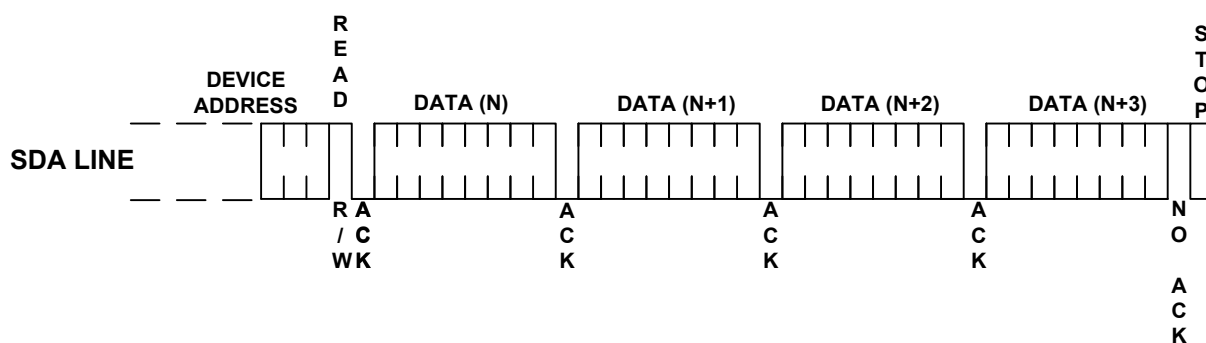 READ
STOP
DEVICE
ADDRESS
DATA (N)
DATA (N+1)
DATA (N+2)
DATA (N+3)
SDA LINE
R/W
ACK
ACK
ACK
ACK
NO ACK